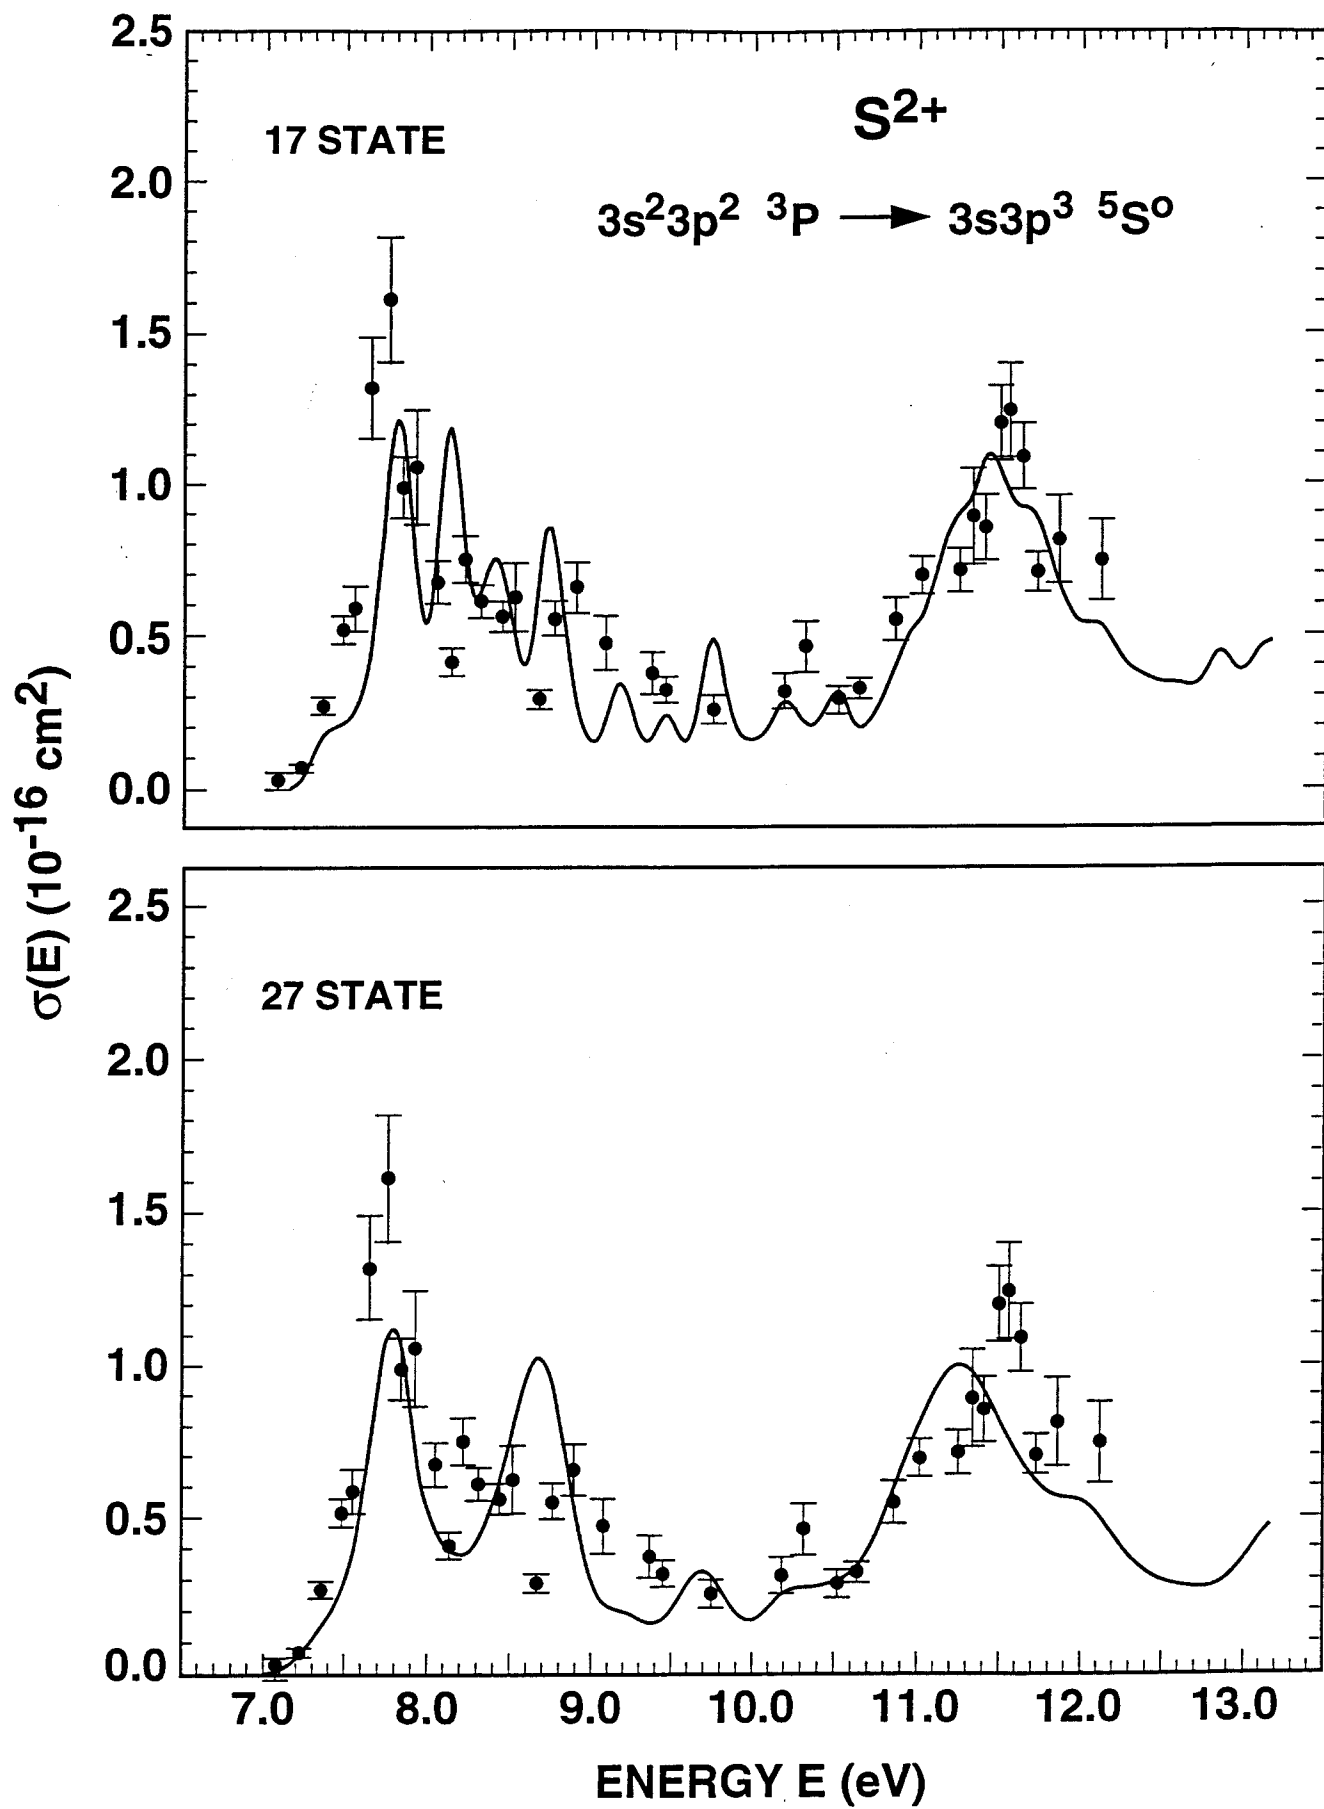 2.5
S²⁺
17 STATE
2.0
3s²3p² ³P → 3s3p³ ⁵Sᵒ
1.5
1.0
0.5
0.0
σ(E) (10⁻¹⁶ cm²)
2.5
27 STATE
2.0
1.5
1.0
0.5
0.0
7.0 8.0 9.0 10.0 11.0 12.0 13.0
ENERGY E (eV)